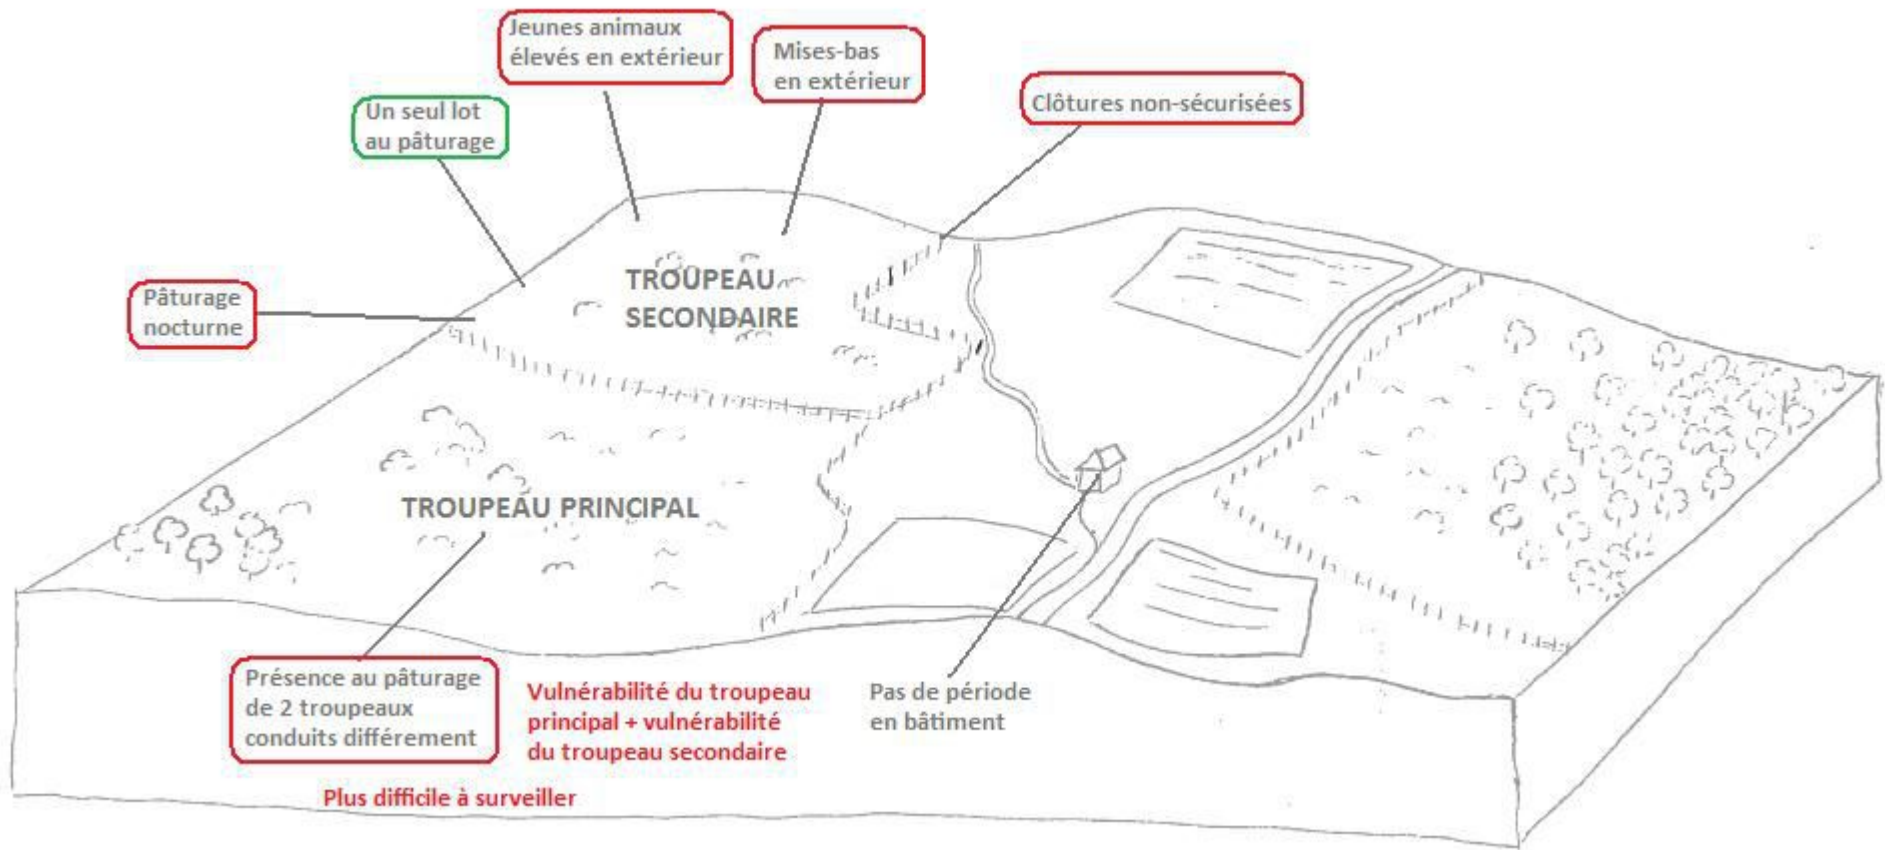 Jeunes animaux
élevés en extérieur
Mises-bas
en extérieur
Clôtures non-sécurisées
Un seul lot
au pâturage
Pâturage
nocturne
TROUPEAU
SECONDAIRE
TROUPEAU PRINCIPAL
Présence au pâturage
de 2 troupeaux
conduits différement
Vulnérabilité du troupeau
principal + vulnérabilité
du troupeau secondaire
Pas de période
en bâtiment
Plus difficile à surveiller